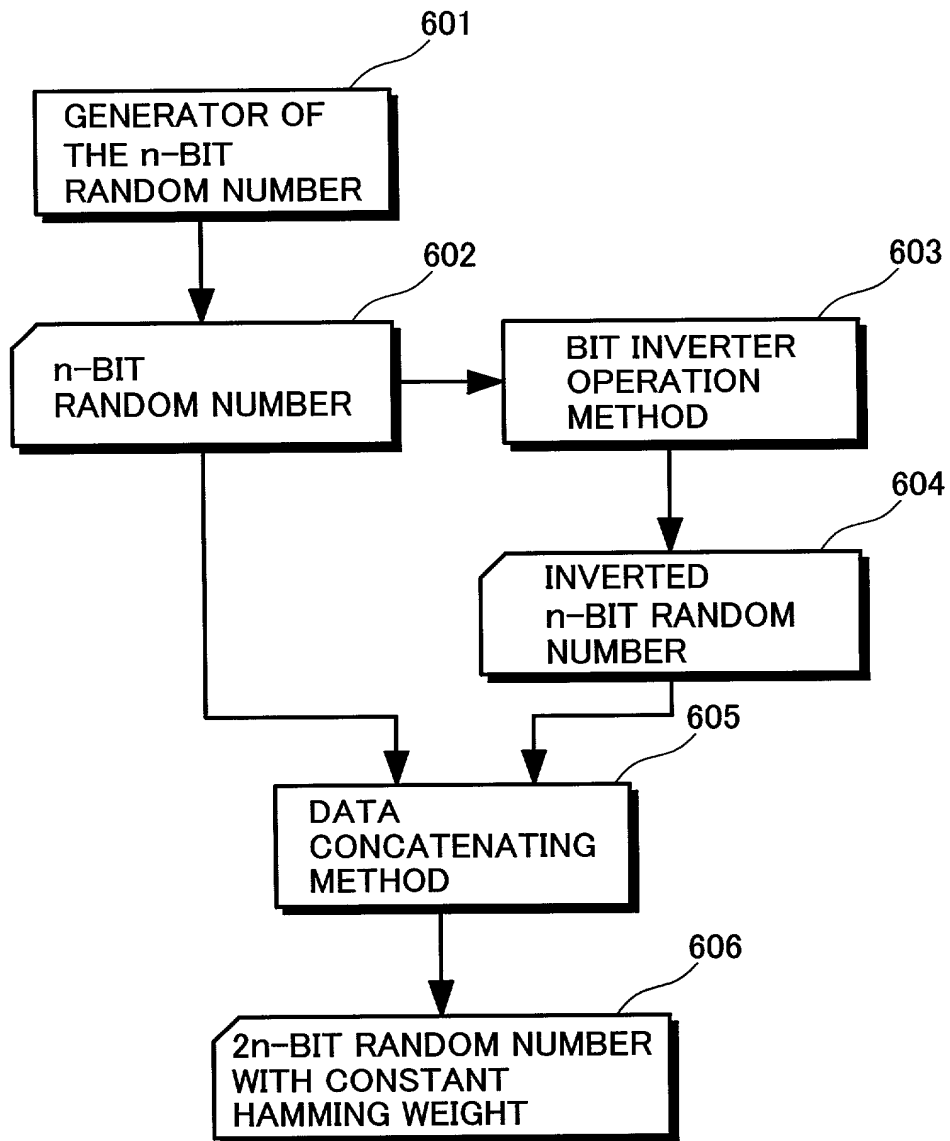 601
GENERATOR OF
THE n-BIT
RANDOM NUMBER
602
n-BIT
RANDOM NUMBER
603
BIT INVERTER
OPERATION
METHOD
604
INVERTED
n-BIT RANDOM
NUMBER
605
DATA
CONCATENATING
METHOD
606
2n-BIT RANDOM NUMBER
WITH CONSTANT
HAMMING WEIGHT